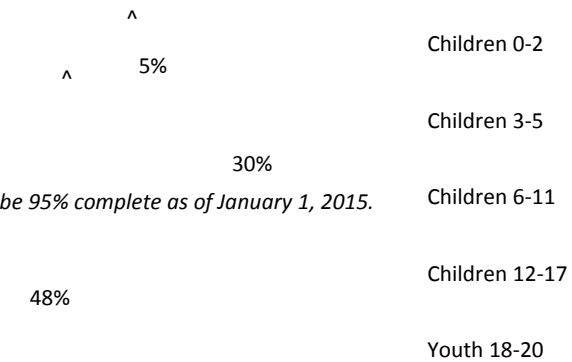 ^
Children 0-2
5%
^
Children 3-5
30%
be 95% complete as of January 1, 2015.
Children 6-11
Children 12-17
48%
Youth 18-20